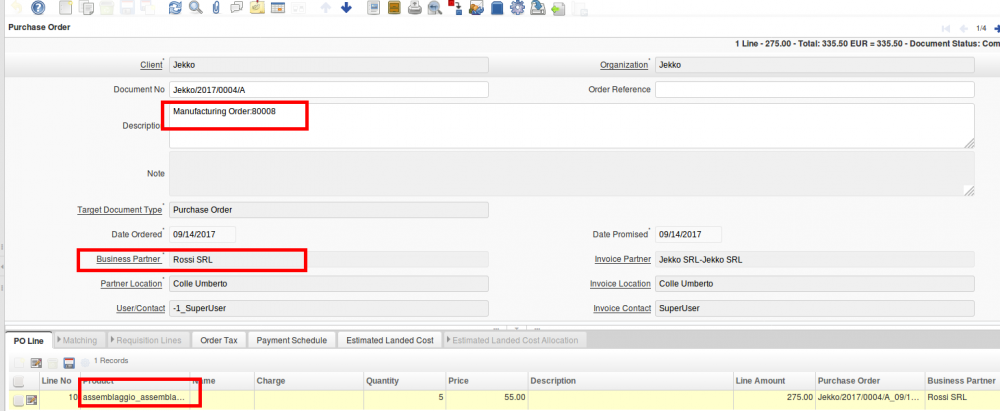 Purchase Order
1/4
1 Line - 275.00 - Total: 335.50 EUR = 335.50 - Document Status: Com
Client* Jekko Organization* Jekko
Document No Jekko/2017/0004/A Order Reference
Description Manufacturing Order:80008
Note
Target Document Type* Purchase Order
Date Ordered* 09/14/2017 Date Promised* 09/14/2017
Business Partner* Rossi SRL Invoice Partner Jekko SRL-Jekko SRL
Partner Location* Colle Umberto Invoice Location Colle Umberto
User/Contact -1_SuperUser Invoice Contact SuperUser
PO Line Matching Requisition Lines Order Tax Payment Schedule Estimated Landed Cost Estimated Landed Cost Allocation
1 Records
Line No Product Name Charge Quantity Price Description Line Amount Purchase Order Business Partner
10 assemblaggio_assembla... 5 55.00 275.00 Jekko/2017/0004/A_09/1... Rossi SRL